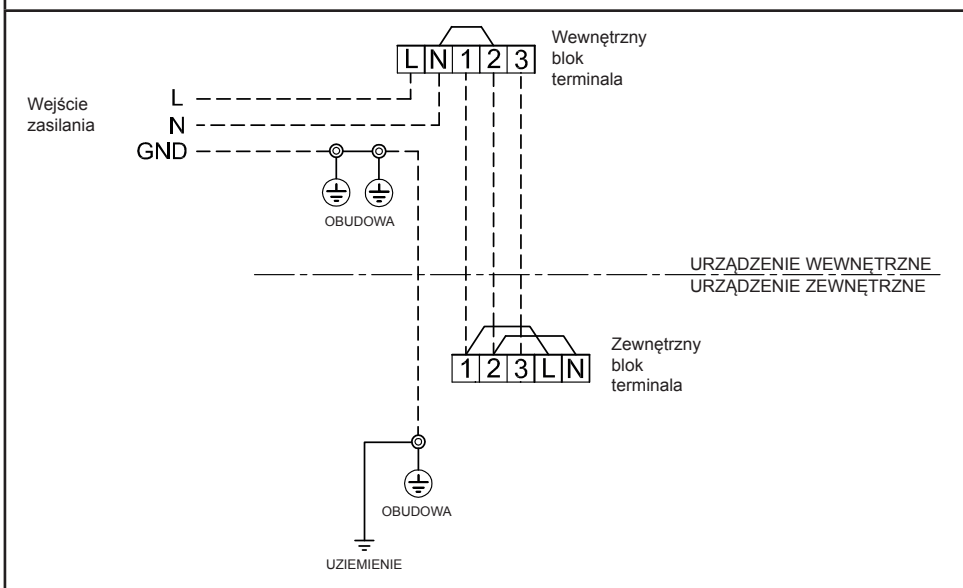 Wewnętrzny
blok
terminala
L N 1 2 3
Wejście
zasilania
L
N
GND
OBUDOWA
URZĄDZENIE WEWNĘTRZNE
URZĄDZENIE ZEWNĘTRZNE
Zewnętrzny
blok
terminala
1 2 3 L N
OBUDOWA
UZIEMIENIE